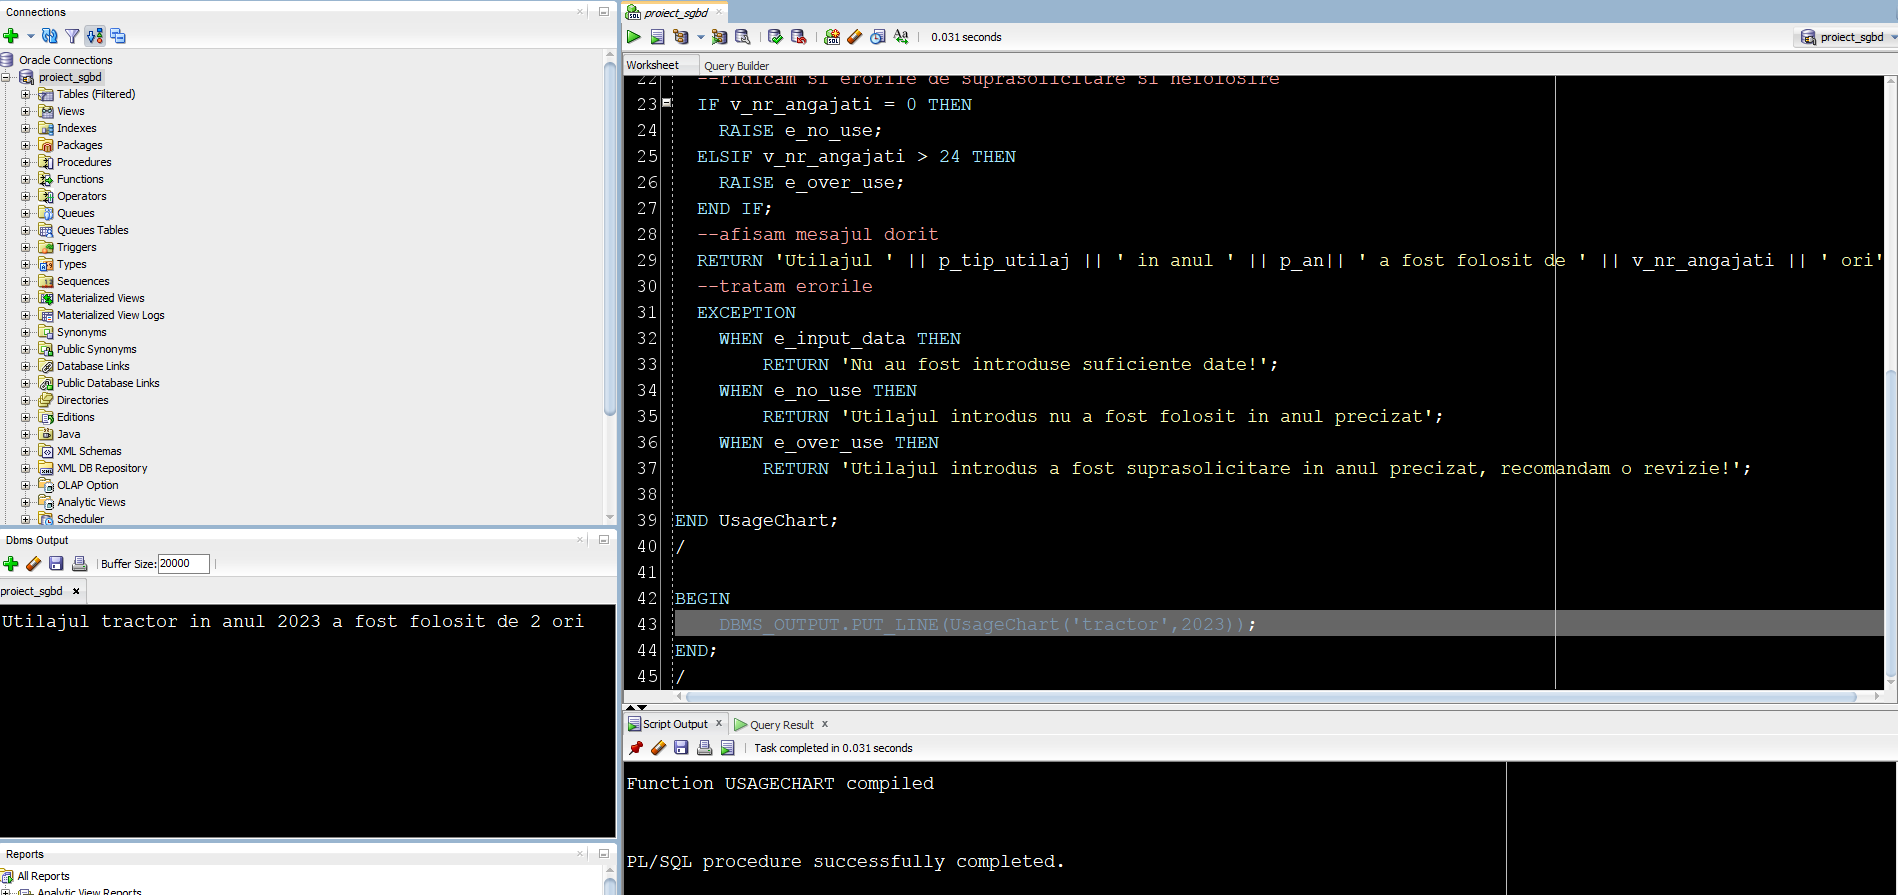 Connections
Oracle Connections
proiect_sgbd
Tables (Filtered)
Views
Indexes
Packages
Procedures
Functions
Operators
Queues
Queues Tables
Triggers
Types
Sequences
Materialized Views
Materialized View Logs
Synonyms
Public Synonyms
Database Links
Public Database Links
Directories
Editions
Java
XML Schemas
XML DB Repository
OLAP Option
Analytic Views
Scheduler
Dbms Output
Buffer Size: 20000
proiect_sgbd
Utilajul tractor in anul 2023 a fost folosit de 2 ori
Reports
All Reports
Analytic View Reports
proiect_sgbd
0.031 seconds
proiect_sgbd
Worksheet Query Builder
22 --ridicam si erorile de suprasolicitare si nefolosire
23 IF v_nr_angajati = 0 THEN
24 RAISE e_no_use;
25 ELSIF v_nr_angajati > 24 THEN
26 RAISE e_over_use;
27 END IF;
28 --afisam mesajul dorit
29 RETURN 'Utilajul ' || p_tip_utilaj || ' in anul ' || p_an|| ' a fost folosit de ' || v_nr_angajati || ' ori'
30 --tratam erorile
31 EXCEPTION
32 WHEN e_input_data THEN
33 RETURN 'Nu au fost introduse suficiente date!';
34 WHEN e_no_use THEN
35 RETURN 'Utilajul introdus nu a fost folosit in anul precizat';
36 WHEN e_over_use THEN
37 RETURN 'Utilajul introdus a fost suprasolicitare in anul precizat, recomandam o revizie!';
38
39 END UsageChart;
40 /
41
42 BEGIN
43 DBMS_OUTPUT.PUT_LINE(UsageChart('tractor',2023));
44 END;
45 /
Script Output Query Result
Task completed in 0.031 seconds
Function USAGECHART compiled
PL/SQL procedure successfully completed.